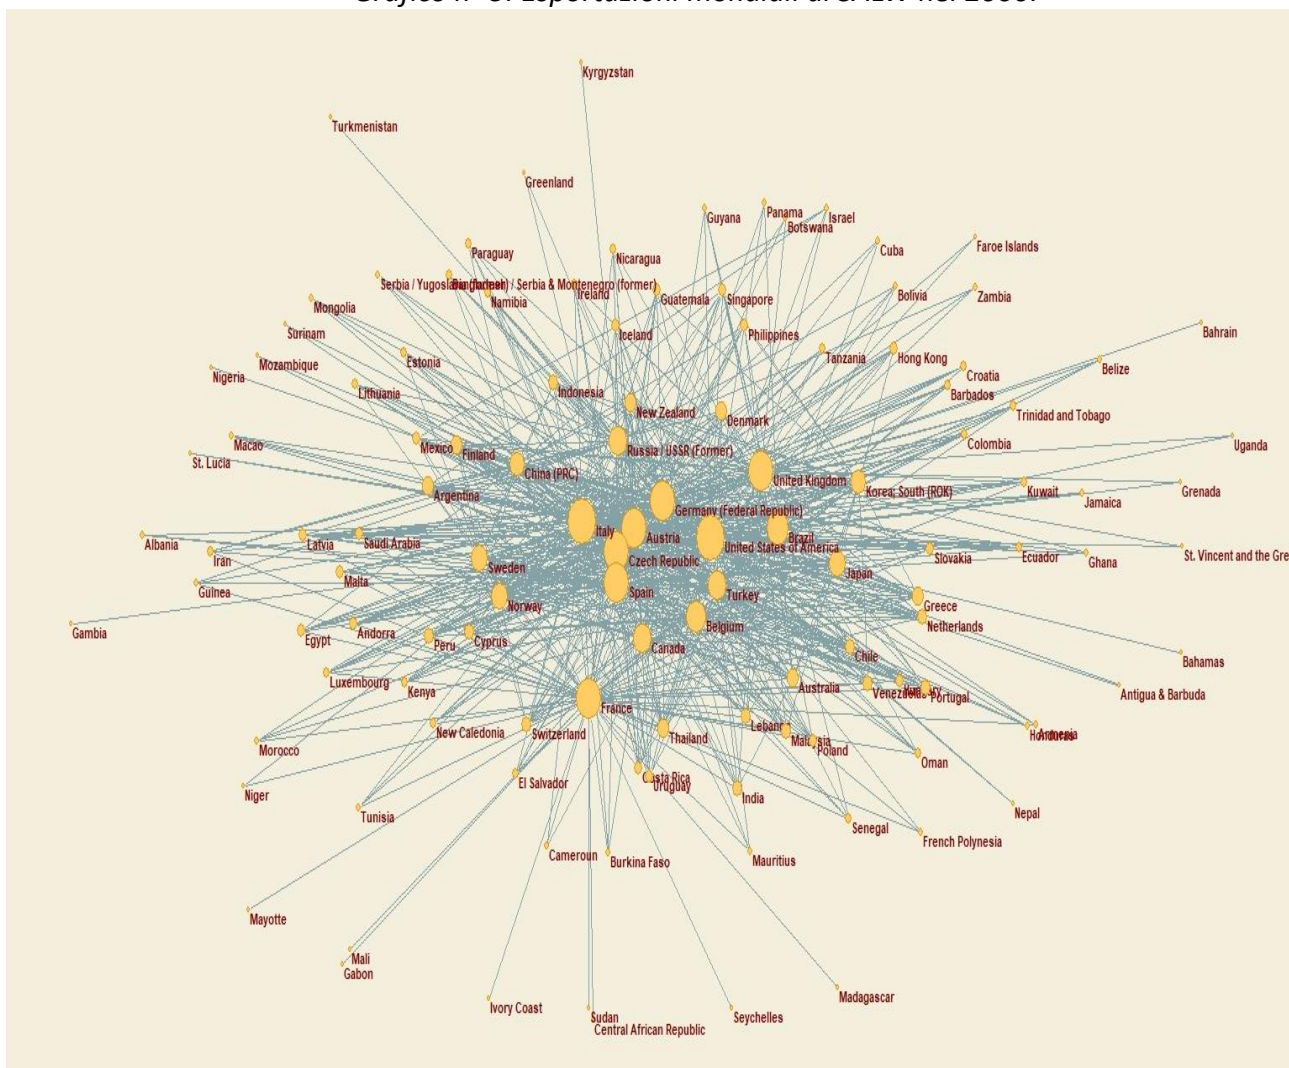 Kyrgyzstan
Turkmenistan
Greenland
Guyana
Panama
Botswana
Israel
Cuba
Faroe Islands
Paraguay
Nicaragua
Serbia / Yugoslavia (former) / Serbia & Montenegro (former)
Namibia
Ireland
Guatemala
Singapore
Bolivia
Zambia
Mongolia
Surinam
Iceland
Philippines
Bahrain
Mozambique
Estonia
Tanzania
Hong Kong
Belize
Nigeria
Lithuania
Indonesia
Croatia
Barbados
New Zealand
Denmark
Trinidad and Tobago
Macao
Mexico
Finland
Russia / USSR (Former)
Colombia
Uganda
St. Lucia
China (PRC)
United Kingdom
Argentina
Korea; South (ROK)
Kuwait
Jamaica
Grenada
Germany (Federal Republic)
Albania
Latvia
Saudi Arabia
Italy
Austria
Brazil
United States of America
Iran
Czech Republic
Slovakia
Ecuador
Ghana
St. Vincent and the Gre
Sweden
Japan
Guinea
Malta
Spain
Turkey
Norway
Greece
Gambia
Egypt
Andorra
Peru
Cyprus
Belgium
Netherlands
Canada
Chile
Bahamas
Luxembourg
Kenya
Australia
Portugal
Antigua & Barbuda
France
New Caledonia
Switzerland
Thailand
Lebanon
Malaysia
Poland
Honduras
Armenia
Morocco
Oman
El Salvador
Costa Rica
Uruguay
India
Niger
Tunisia
Senegal
Nepal
French Polynesia
Cameroun
Burkina Faso
Mauritius
Mayotte
Mali
Gabon
Ivory Coast
Sudan
Central African Republic
Seychelles
Madagascar